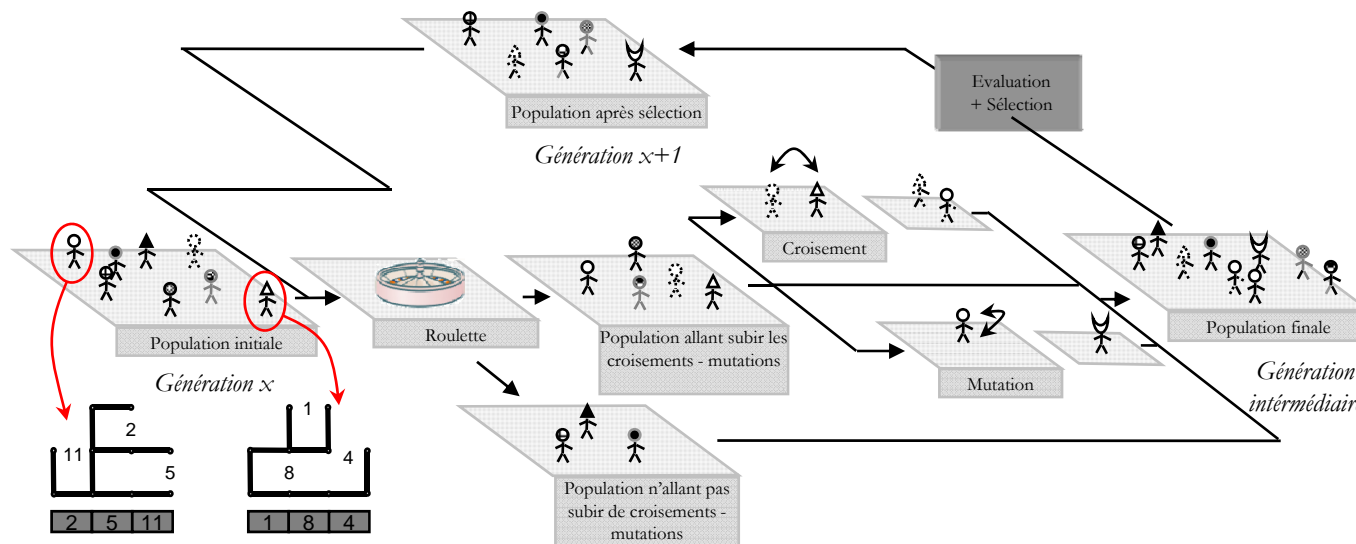 Evaluation
+ Sélection
Population après sélection
Génération x+1
Croisement
Population initiale
Roulette
Population allant subir les
croisements - mutations
Mutation
Population finale
Génération x
Génération
intérmédiaire
1
2
11
5
8
4
2 5 11
1 8 4
Population n'allant pas
subir de croisements -
mutations